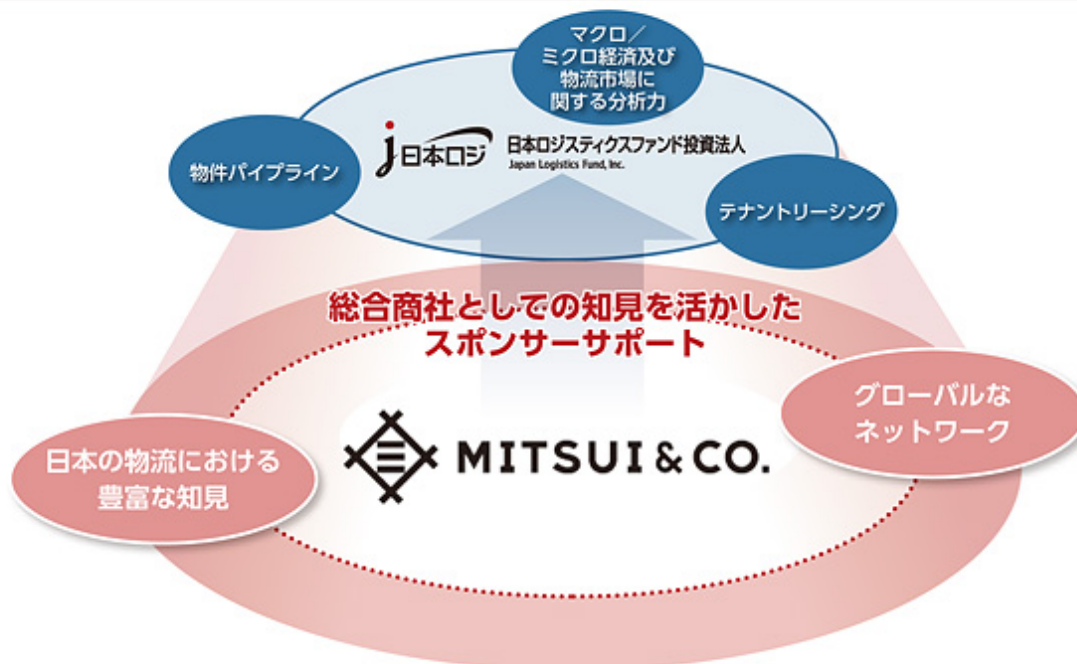 マクロ／
ミクロ経済及び
物流市場に
関する分析力
日本ロジ
日本ロジスティクスファンド投資法人
Japan Logistics Fund, Inc.
物件パイプライン
テナントリーシング
総合商社としての知見を活かした
スポンサーサポート
グローバルな
ネットワーク
日本の物流における
豊富な知見
MITSUI & CO.